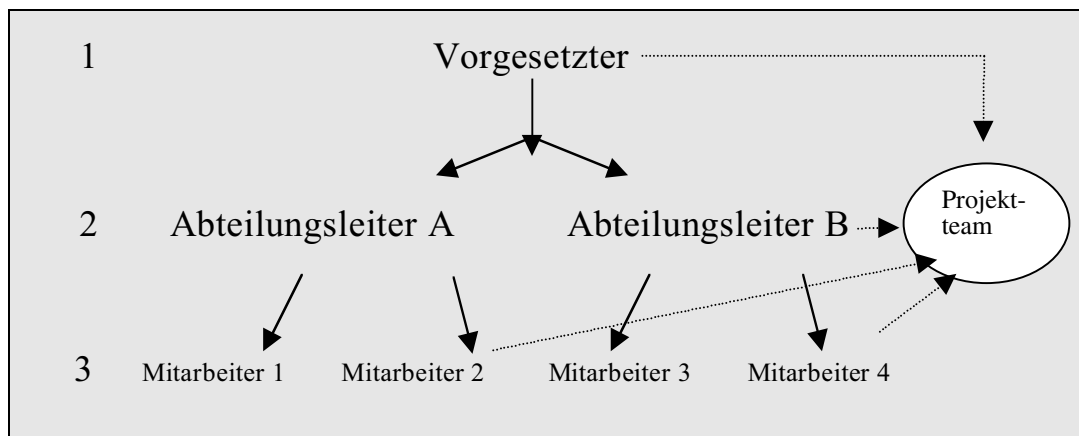 1 Vorgesetzter
2 Abteilungsleiter A Abteilungsleiter B Projekt-
team
3 Mitarbeiter 1 Mitarbeiter 2 Mitarbeiter 3 Mitarbeiter 4